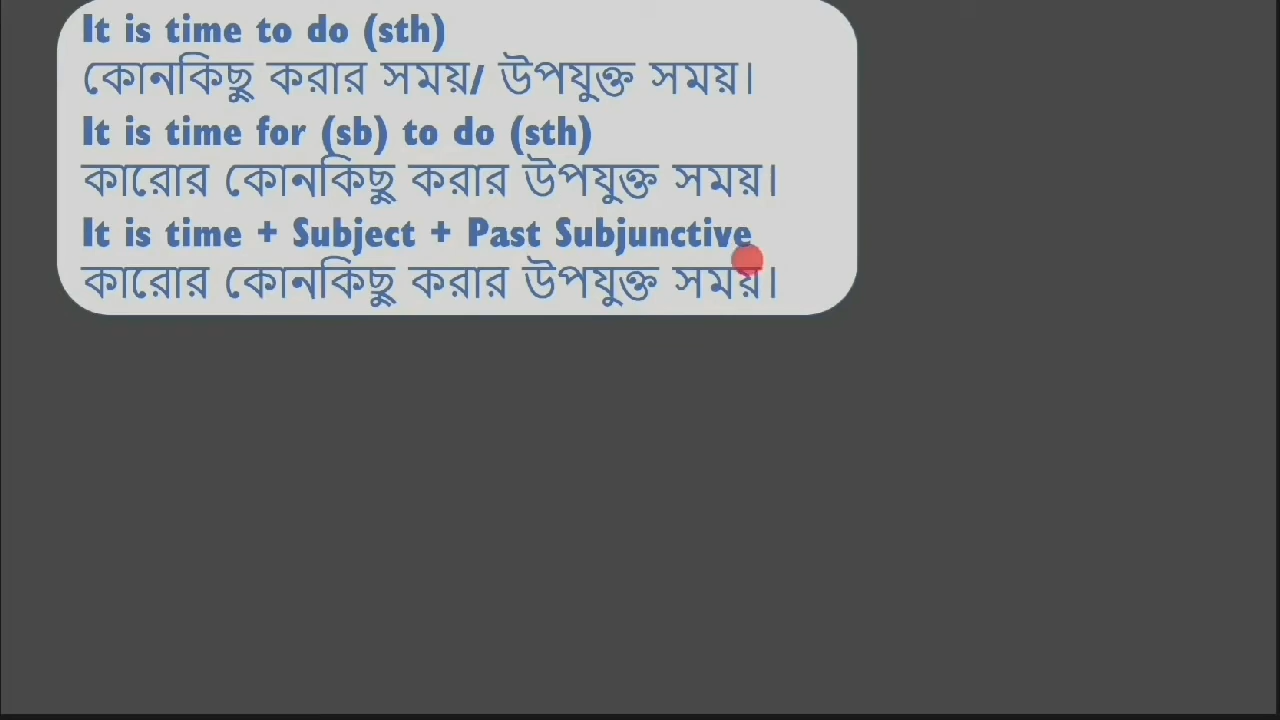 It is time to do (sth)
কোনকিছু করার সময়/ উপযুক্ত সময়।
It is time for (sb) to do (sth)
কারোর কোনকিছু করার উপযুক্ত সময়।
It is time + Subject + Past Subjunctive
কারোর কোনকিছু করার উপযুক্ত সময়।